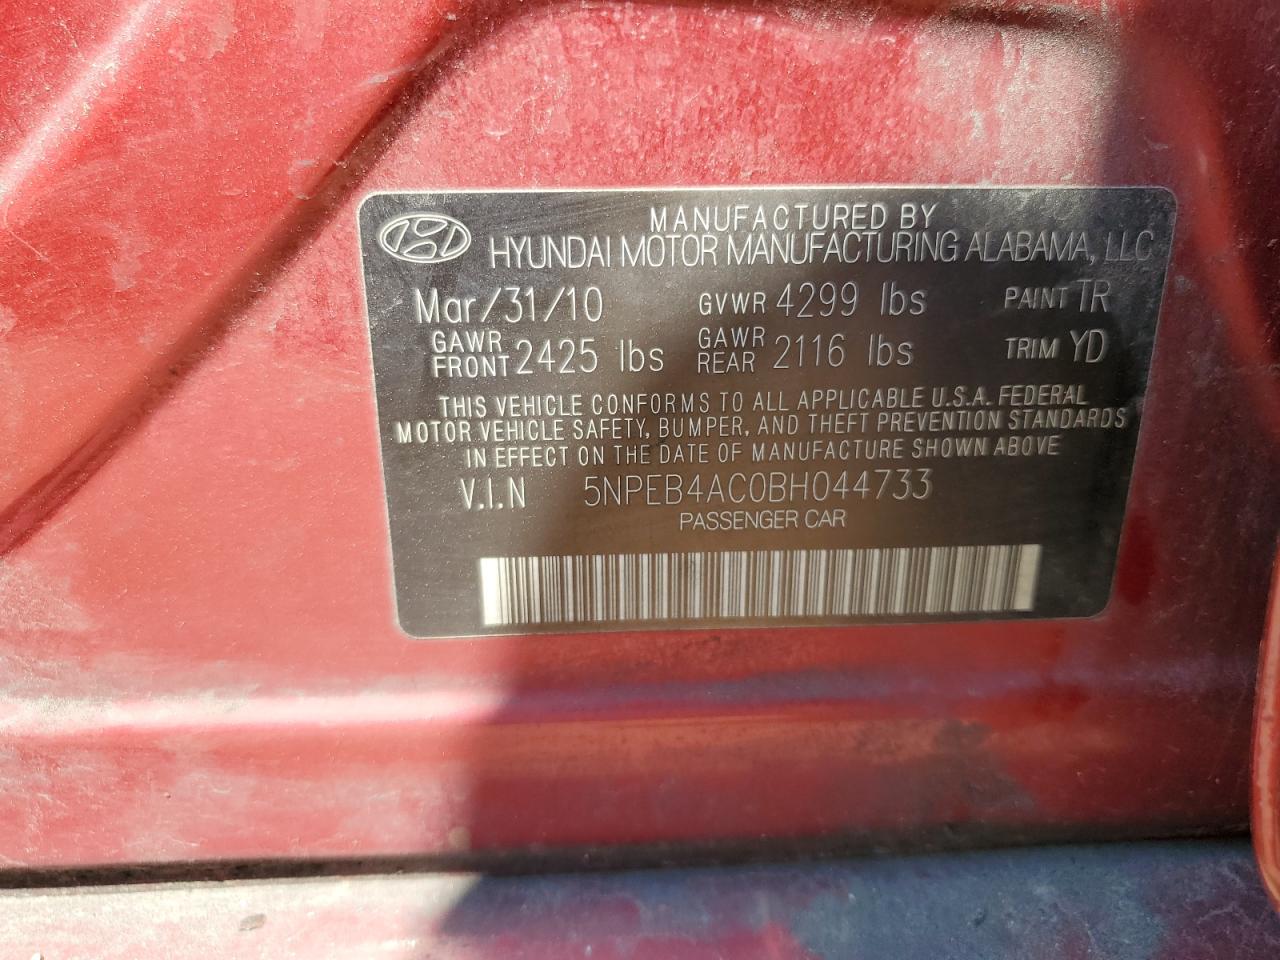 MANUFACTURED BY
HYUNDAI MOTOR MANUFACTURING ALABAMA, LLC
Mar/31/10 GVWR 4299 lbs PAINT TR
GAWR FRONT 2425 lbs GAWR REAR 2116 lbs TRIM YD
THIS VEHICLE CONFORMS TO ALL APPLICABLE U.S.A. FEDERAL
MOTOR VEHICLE SAFETY, BUMPER, AND THEFT PREVENTION STANDARDS
IN EFFECT ON THE DATE OF MANUFACTURE SHOWN ABOVE
V.I.N 5NPEB4AC0BH044733
PASSENGER CAR